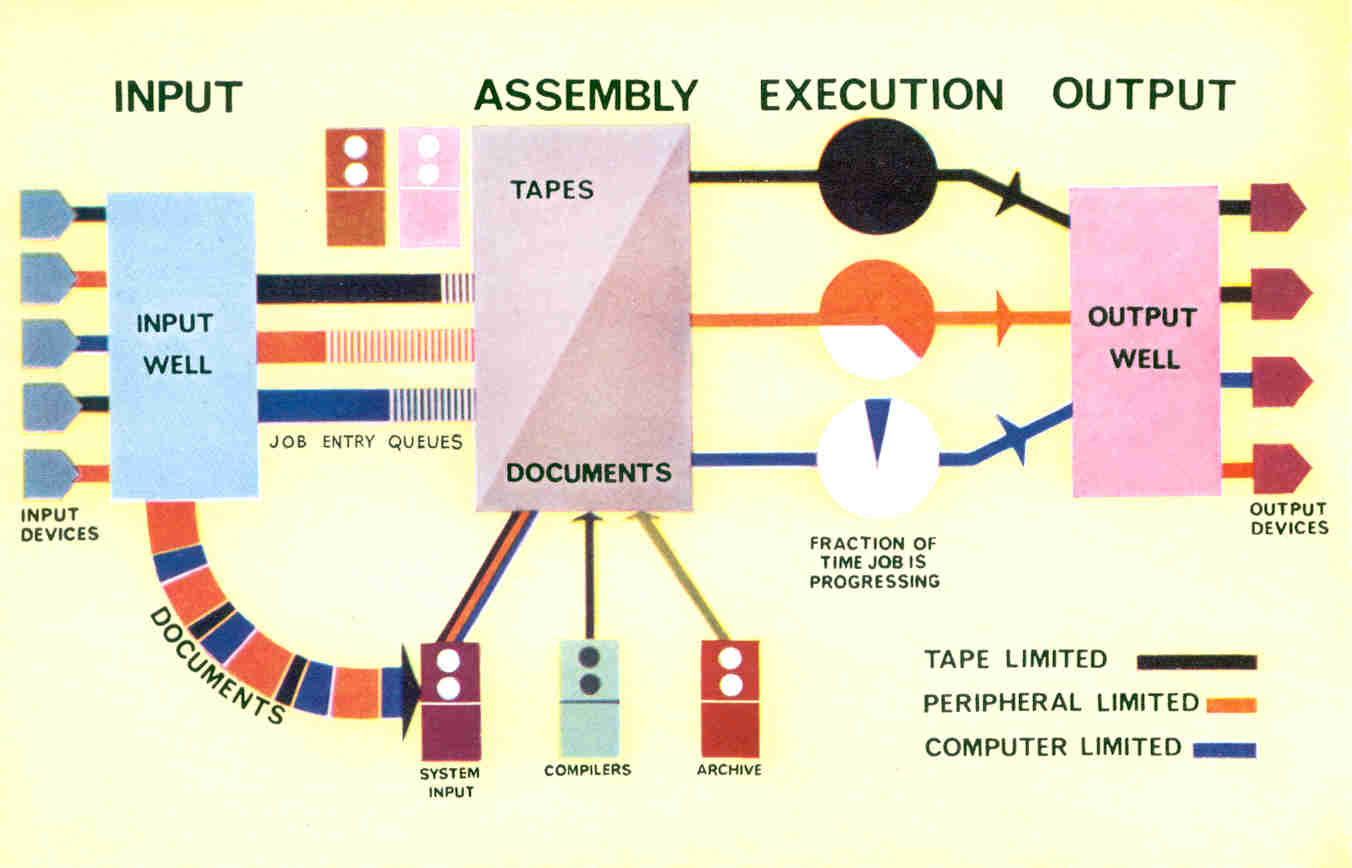 INPUT
ASSEMBLY
EXECUTION
OUTPUT
TAPES
INPUT
WELL
OUTPUT
WELL
JOB ENTRY QUEUES
DOCUMENTS
INPUT
DEVICES
OUTPUT
DEVICES
FRACTION OF
TIME JOB IS
PROGRESSING
DOCUMENTS
TAPE LIMITED
PERIPHERAL LIMITED
COMPUTER LIMITED
SYSTEM
INPUT
COMPILERS
ARCHIVE